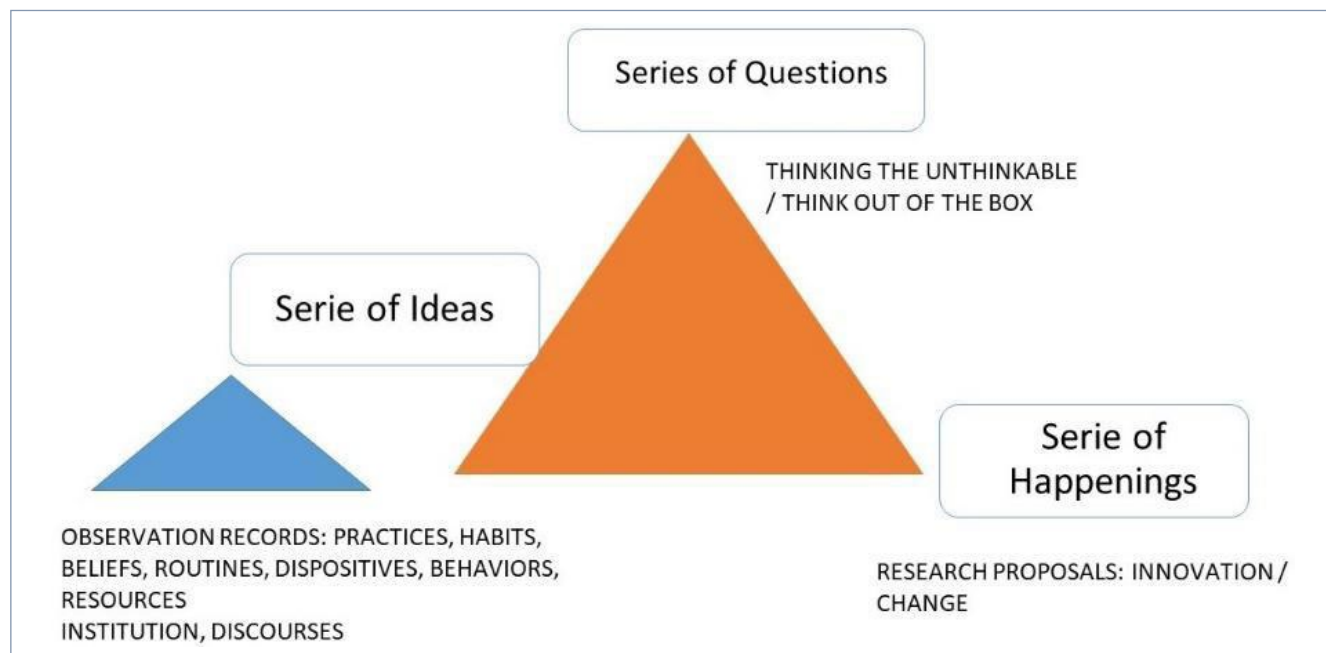 Series of Questions
THINKING THE UNTHINKABLE
/ THINK OUT OF THE BOX
Serie of Ideas
Serie of
Happenings
OBSERVATION RECORDS: PRACTICES, HABITS,
BELIEFS, ROUTINES, DISPOSITIVES, BEHAVIORS,
RESOURCES
INSTITUTION, DISCOURSES
RESEARCH PROPOSALS: INNOVATION /
CHANGE